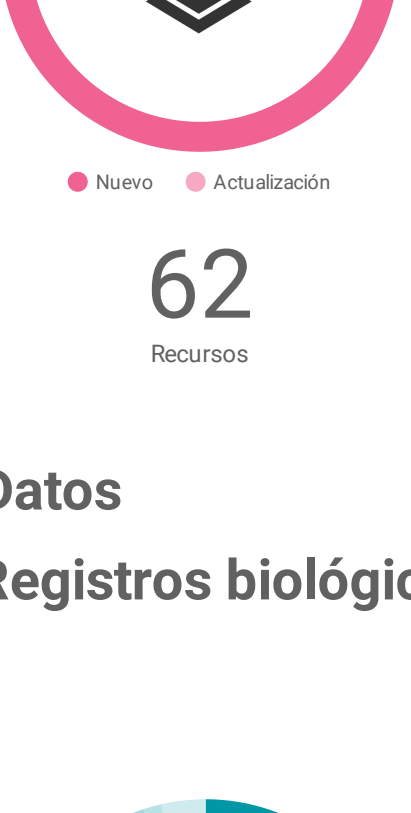 Nuevo Actualización
62
Recursos
Datos
Registros biológic